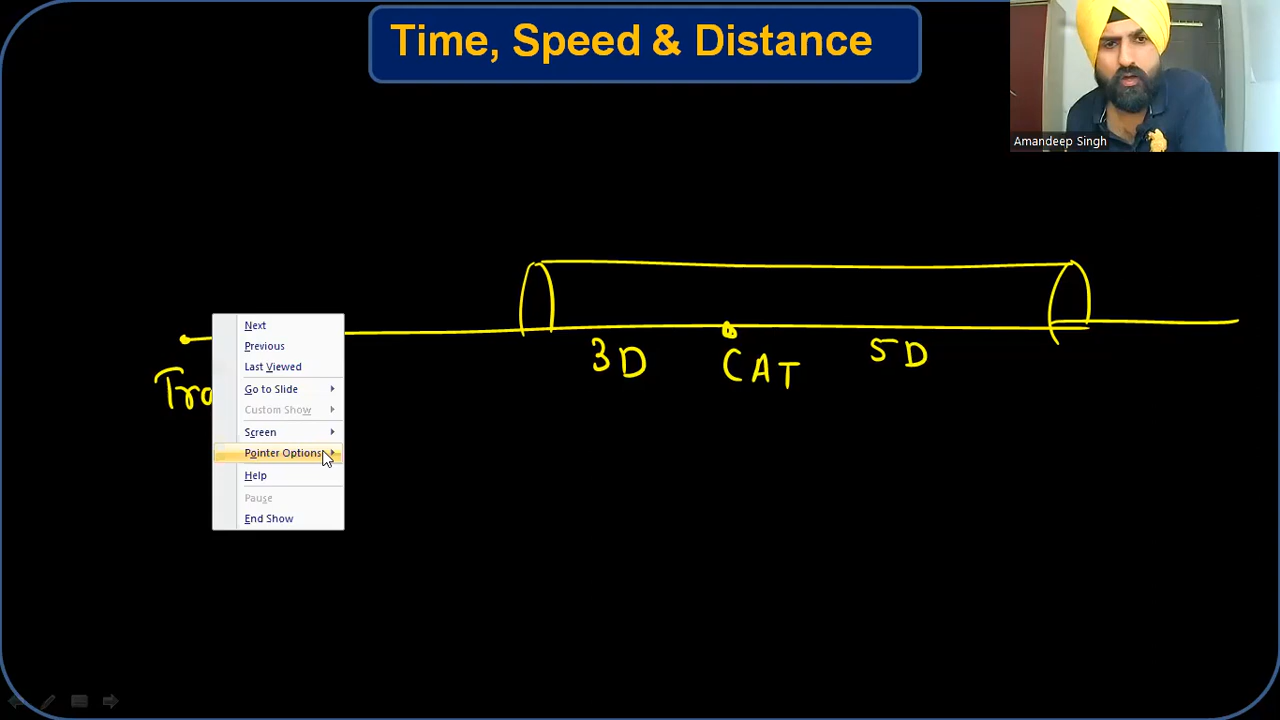 Time, Speed & Distance
Amandeep Singh
3D
CAT
5D
Next
Previous
Last Viewed
Go to Slide
Custom Show
Screen
Pointer Options
Help
Pause
End Show